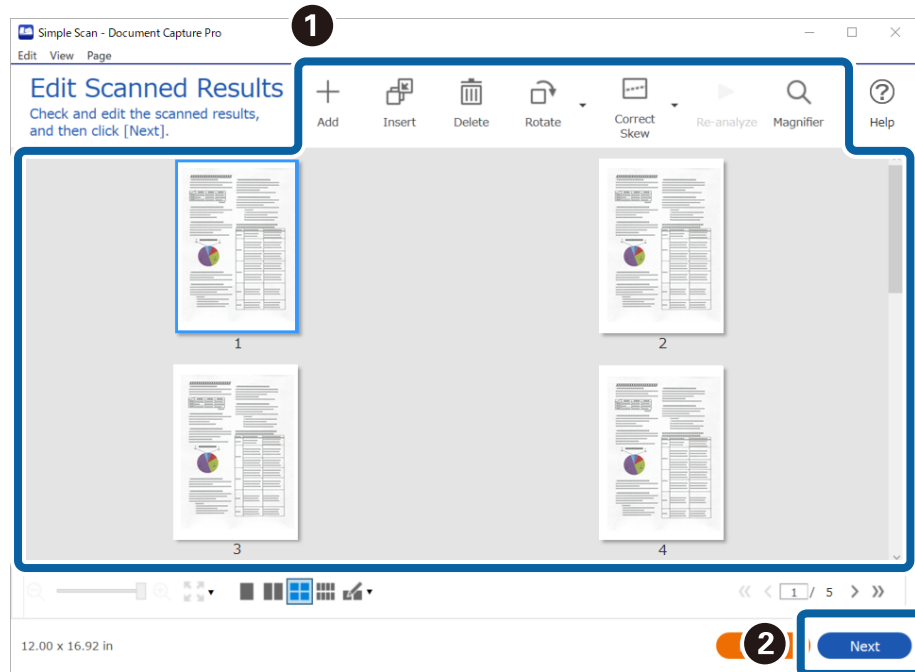 1
Simple Scan - Document Capture Pro
Edit View Page
Edit Scanned Results
Check and edit the scanned results,
and then click [Next].
Add
Insert
Delete
Rotate
Correct
Skew
Re-analyze
Magnifier
Help
1
2
3
4
1 / 5
12.00 x 16.92 in
2
Next